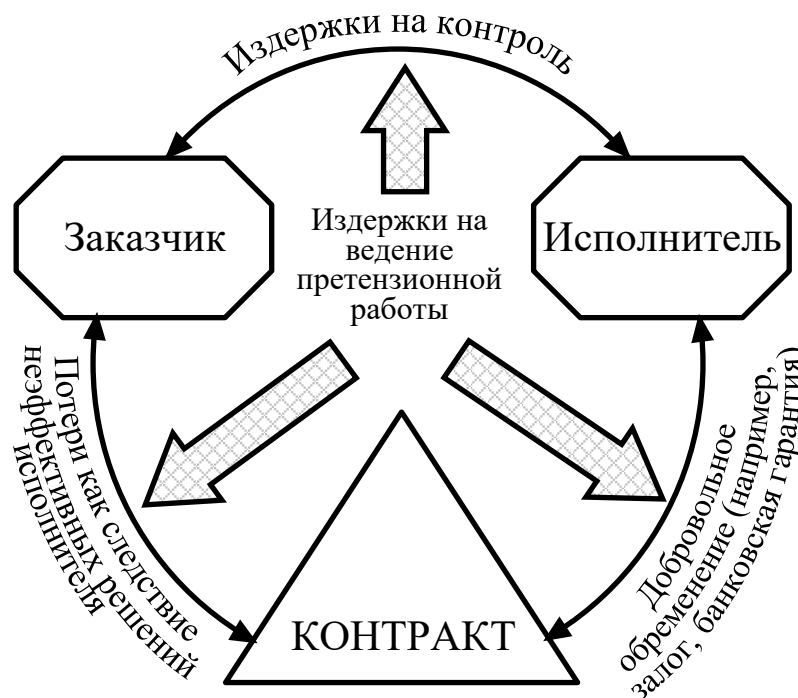 Издержки на контроль
Заказчик
Издержки на
ведение
претензионной
работы
Исполнитель
Потери как следствие
неэффективных решений
исполнителя
Добровольное
обременение (например,
залог, банковская гарантия)
КОНТРАКТ